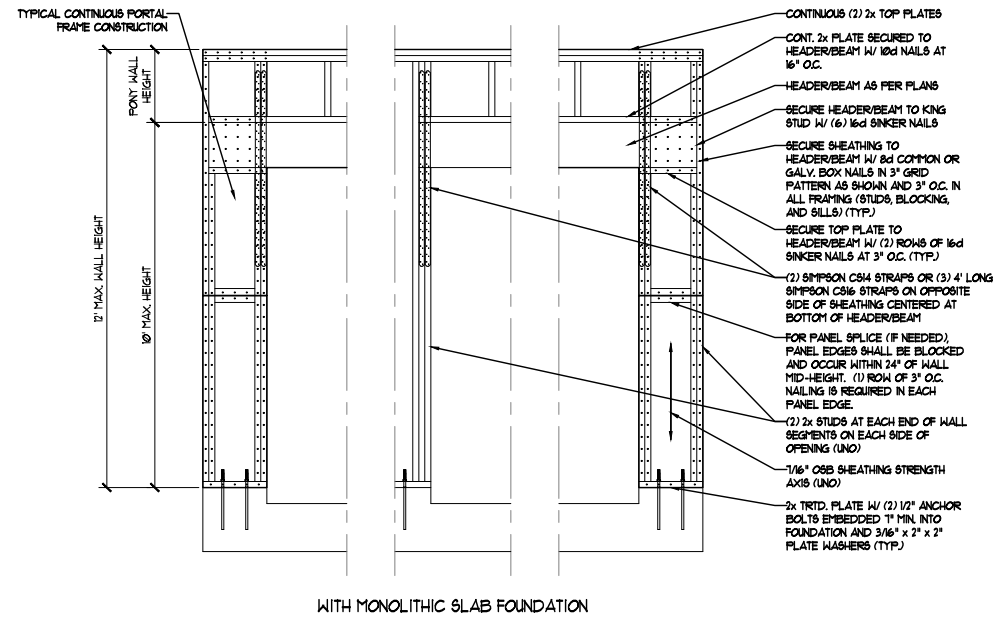 TYPICAL CONTINUOUS PORTAL
FRAME CONSTRUCTION
PONY WALL
HEIGHT
12' MAX. WALL HEIGHT
10' MAX. HEIGHT
CONTINUOUS (2) 2x TOP PLATES
CONT. 2x PLATE SECURED TO
HEADER/BEAM W/ 10d NAILS AT
16" O.C.
HEADER/BEAM AS PER PLANS
SECURE HEADER/BEAM TO KING
STUD W/ (6) 16d SINKER NAILS
SECURE SHEATHING TO
HEADER/BEAM W/ 8d COMMON OR
GALV. BOX NAILS IN 3" GRID
PATTERN AS SHOWN AND 3" O.C. IN
ALL FRAMING (STUDS, BLOCKING,
AND SILLS) (TYP.)
SECURE TOP PLATE TO
HEADER/BEAM W/ (2) ROWS OF 16d
SINKER NAILS AT 3" O.C. (TYP.)
(2) SIMPSON CS14 STRAPS OR (3) 4' LONG
SIMPSON CS16 STRAPS ON OPPOSITE
SIDE OF SHEATHING CENTERED AT
BOTTOM OF HEADER/BEAM
FOR PANEL SPLICE (IF NEEDED),
PANEL EDGES SHALL BE BLOCKED
AND OCCUR WITHIN 24" OF WALL
MID-HEIGHT. (1) ROW OF 3" O.C.
NAILING IS REQUIRED IN EACH
PANEL EDGE.
(2) 2x STUDS AT EACH END OF WALL
SEGMENTS ON EACH SIDE OF
OPENING (UNO)
7/16" OSB SHEATHING STRENGTH
AXIS (UNO)
2x TRTD. PLATE W/ (2) 1/2" ANCHOR
BOLTS EMBEDDED 7" MIN. INTO
FOUNDATION AND 3/16" x 2" x 2"
PLATE WASHERS (TYP.)
WITH MONOLITHIC SLAB FOUNDATION